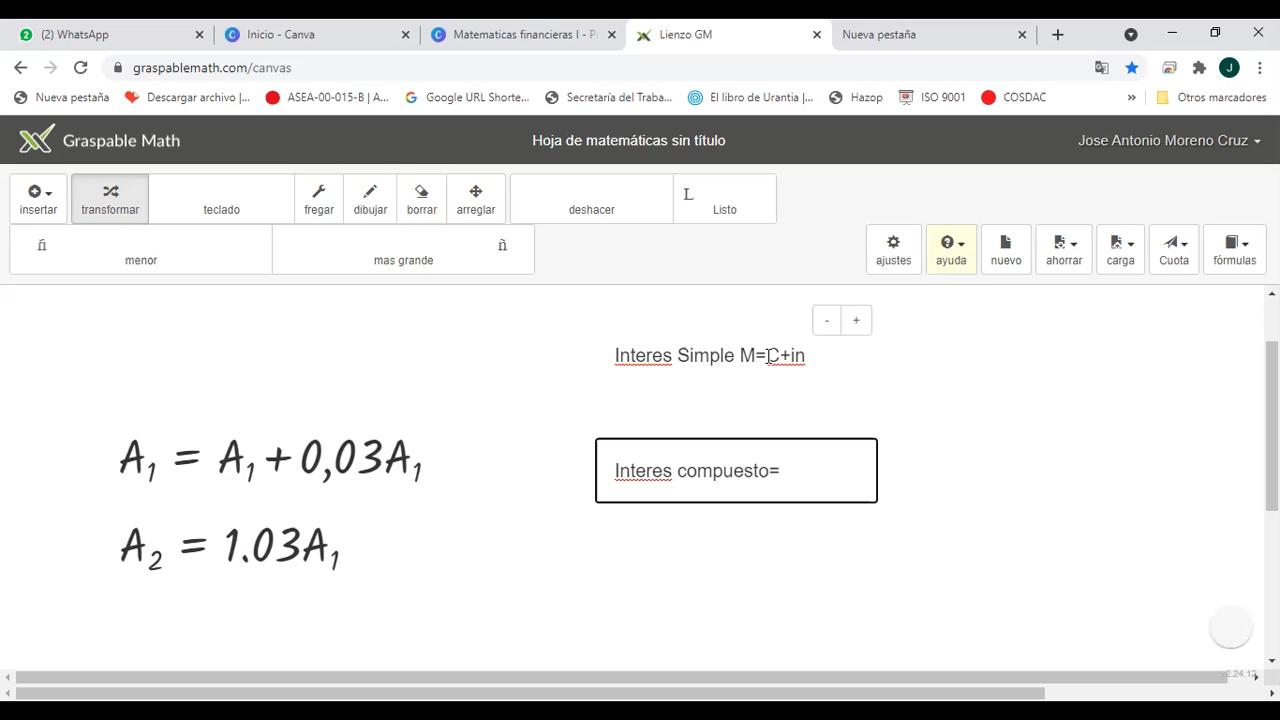 2 (2) WhatsApp
C Inicio - Canva
C Matematicas financieras I - P
Lienzo GM
Nueva pestaña
graspablemath.com/canvas
J
Nueva pestaña
Descargar archivo |...
ASEA-00-015-B | A...
Google URL Shorte...
Secretaría del Traba...
El libro de Urantia |...
Hazop
ISO 9001
COSDAC
»
Otros marcadores
Graspable Math
Hoja de matemáticas sin título
Jose Antonio Moreno Cruz
insertar
transformar
teclado
fregar
dibujar
borrar
arreglar
deshacer
L
Listo
ñ
menor
ñ
mas grande
ajustes
ayuda
nuevo
ahorrar
carga
Cuota
fórmulas
- +
Interes Simple M=C+in
A₁ = A₁ + 0,03A₁
Interes compuesto=
A₂ = 1.03A₁